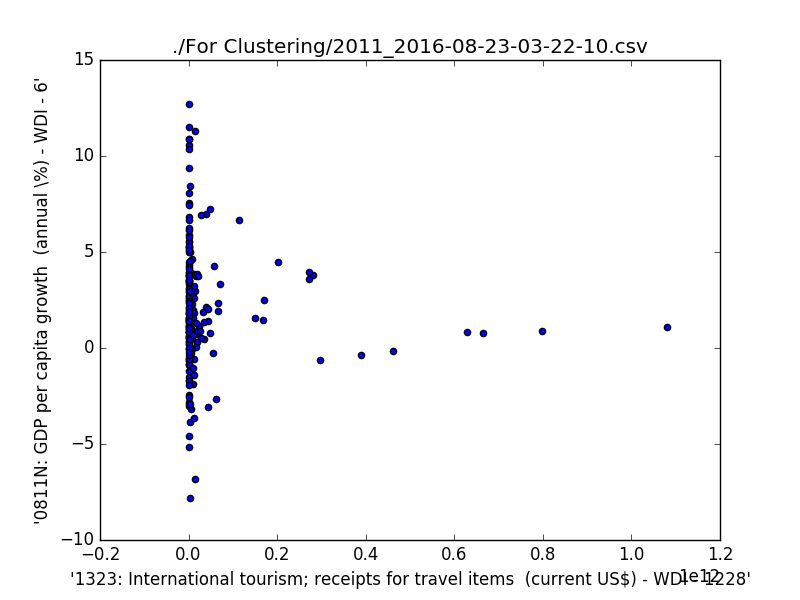 ./For Clustering/2011_2016-08-23-03-22-10.csv
'0811N: GDP per capita growth  (annual \%) - WDI - 6'
15
10
5
0
−5
−10
−0.2 0.0 0.2 0.4 0.6 0.8 1.0 1.2
1e12
'1323: International tourism; receipts for travel items  (current US$) - WDI - 1228'